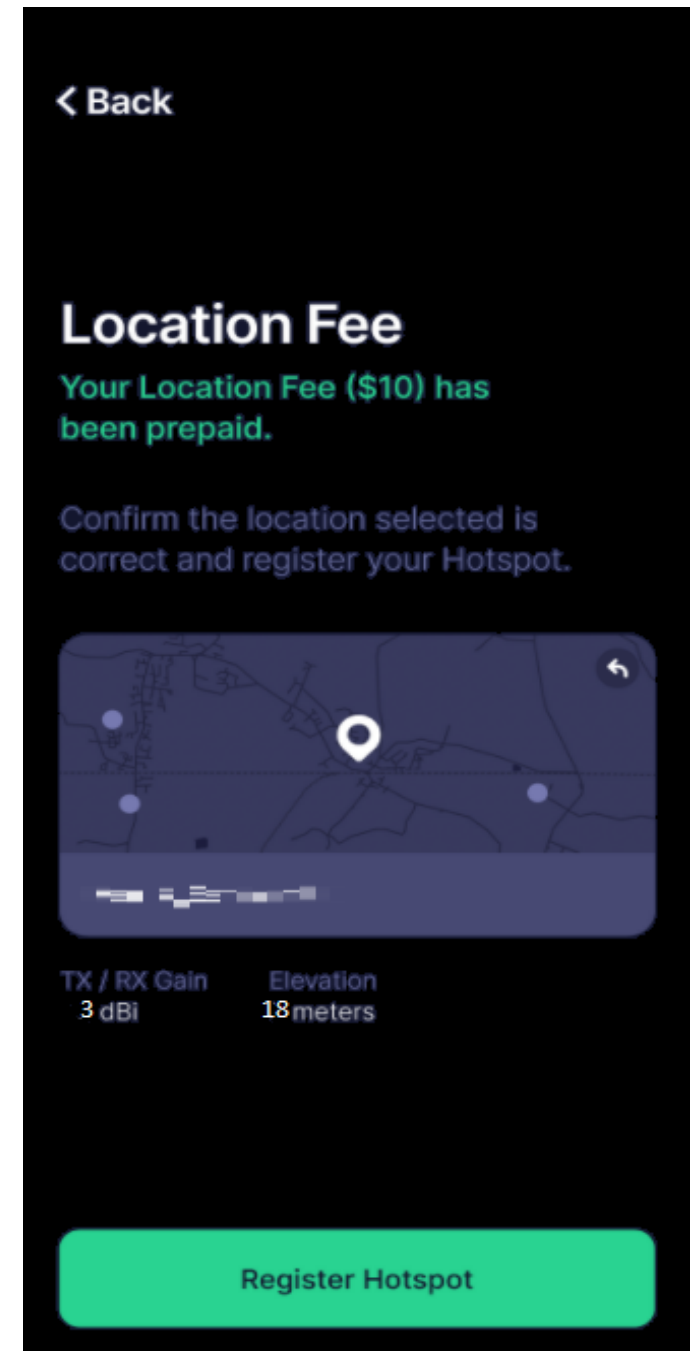 < Back
Location Fee
Your Location Fee ($10) has
been prepaid.
Confirm the location selected is
correct and register your Hotspot.
TX / RX Gain Elevation
3 dBi 18 meters
Register Hotspot